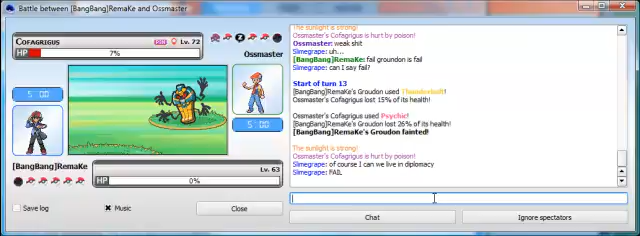 Battle between [BangBang]RemaKe and Ossmaster
Cofagrigus PSN Lv. 72
HP 7%
Ossmaster
5:00
5:00
[BangBang]RemaKe
Lv. 63
HP 0%
Save log
Music
Close
The sunlight is strong!
Ossmaster's Cofagrigus is hurt by poison!
Ossmaster: weak shit
Slimegrape: uh...
[BangBang]RemaKe: fail groundon is fail
Slimegrape: can I say fail?
Start of turn 13
[BangBang]RemaKe's Groudon used Thunderbolt!
Ossmaster's Cofagrigus lost 15% of its health!
Ossmaster's Cofagrigus used Psychic!
[BangBang]RemaKe's Groudon lost 26% of its health!
[BangBang]RemaKe's Groudon fainted!
The sunlight is strong!
Ossmaster's Cofagrigus is hurt by poison!
Slimegrape: of course I can we live in diplomacy
Slimegrape: FAIL
Chat
Ignore spectators